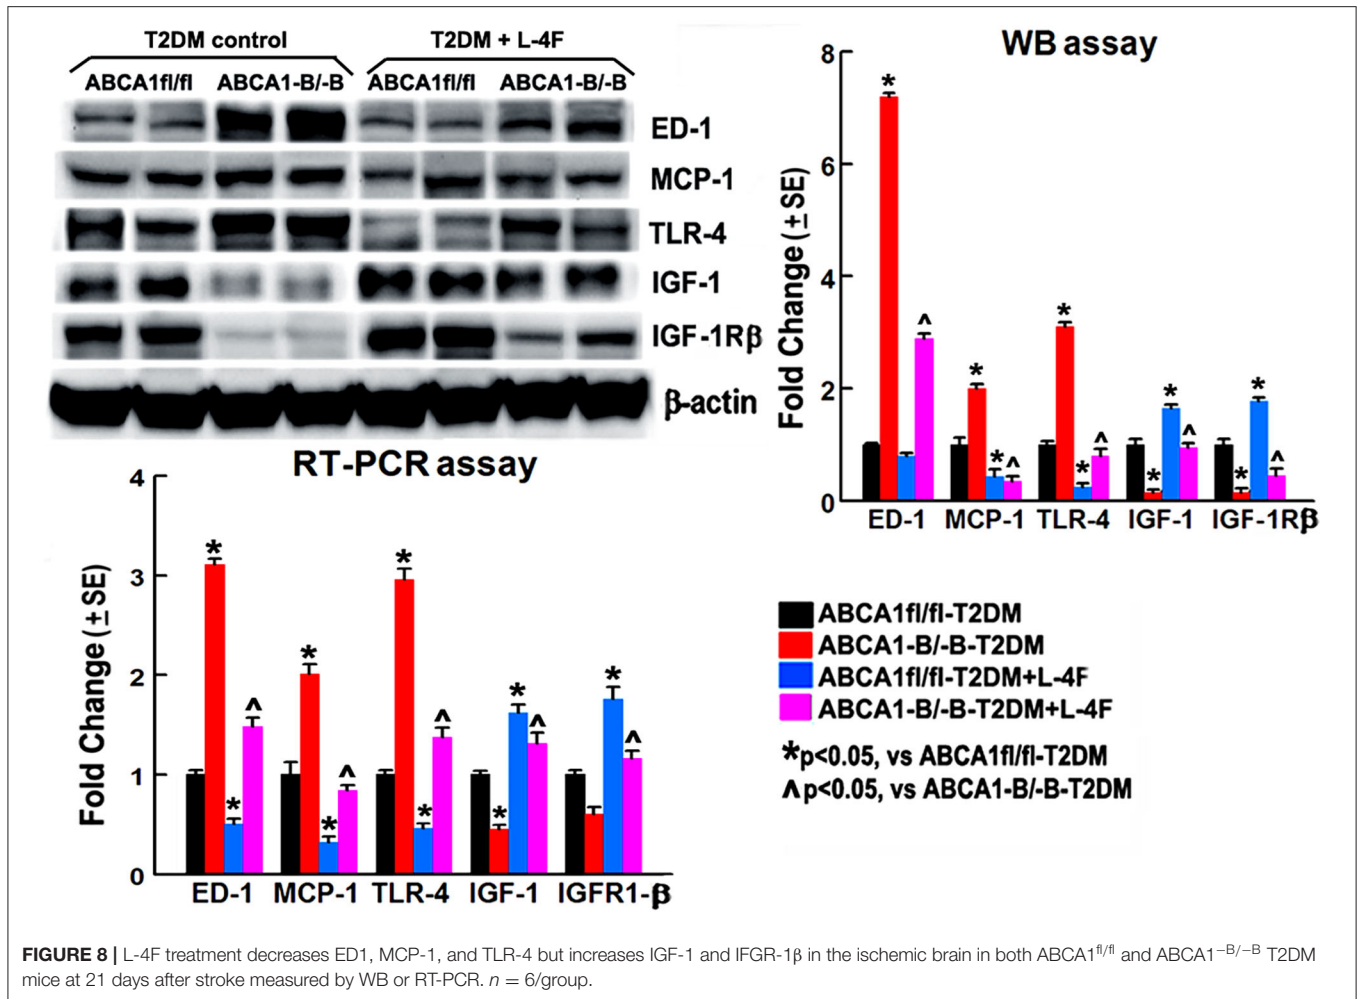 T2DM control
T2DM + L-4F
ABCA1fl/fl
ABCA1-B/-B
ABCA1fl/fl
ABCA1-B/-B
ED-1
MCP-1
TLR-4
IGF-1
IGF-1Rβ
β-actin
WB assay
Fold Change (± SE)
8
6
4
2
0
*
^
*
*
^
*
*
^
*
*
^
*
*
^
ED-1
MCP-1
TLR-4
IGF-1
IGF-1Rβ
RT-PCR assay
Fold Change (± SE)
4
3
2
1
0
*
*
^
*
*
^
*
*
^
*
*
^
*
^
ED-1
MCP-1
TLR-4
IGF-1
IGFR1-β
ABCA1fl/fl-T2DM
ABCA1-B/-B-T2DM
ABCA1fl/fl-T2DM+L-4F
ABCA1-B/-B-T2DM+L-4F
*p<0.05, vs ABCA1fl/fl-T2DM
^p<0.05, vs ABCA1-B/-B-T2DM
FIGURE 8 | L-4F treatment decreases ED1, MCP-1, and TLR-4 but increases IGF-1 and IFGR-1β in the ischemic brain in both ABCA1fl/fl and ABCA1−B/−B T2DM
mice at 21 days after stroke measured by WB or RT-PCR. n = 6/group.